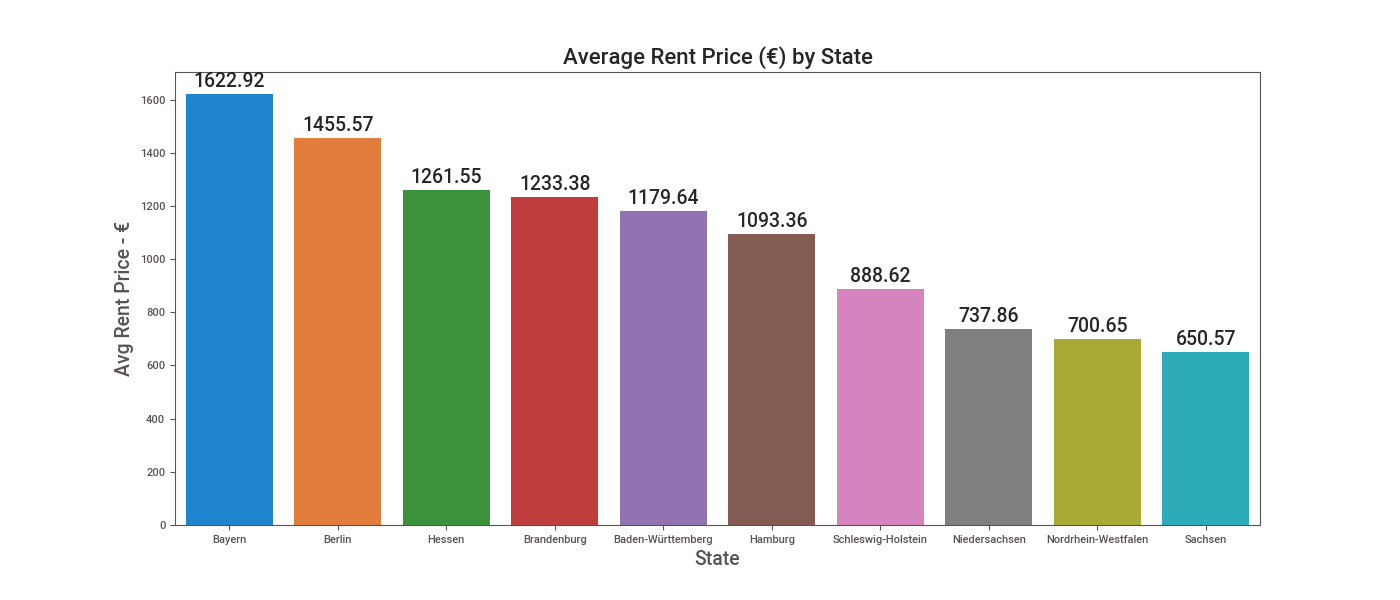 Average Rent Price (€) by State
1622.92
1455.57
1261.55
1233.38
1179.64
1093.36
888.62
737.86
700.65
650.57
Avg Rent Price - €
1600
1400
1200
1000
800
600
400
200
0
Bayern
Berlin
Hessen
Brandenburg
Baden-Württemberg
Hamburg
Schleswig-Holstein
Niedersachsen
Nordrhein-Westfalen
Sachsen
State